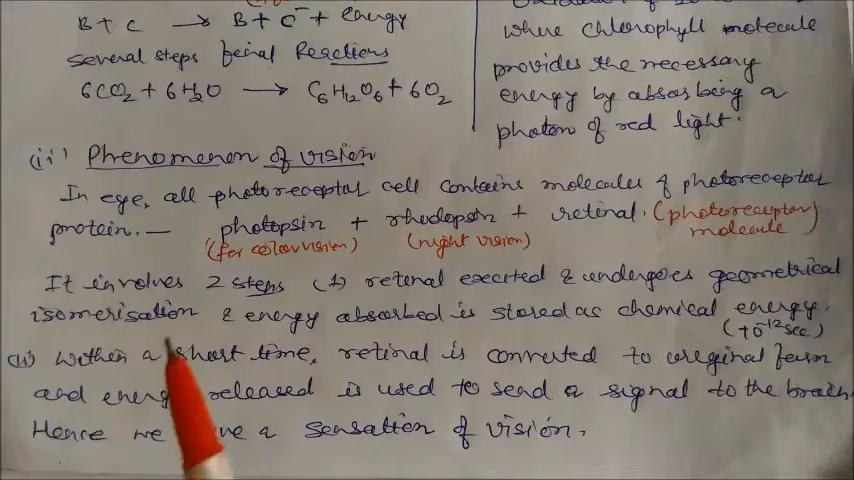 B + C → B + C⁻ + energy
several steps feinal Reactions
6CO2 + 6H2O → C6H12O6 + 6O2
where chlorophyll molecule
provides the necessary
energy by absorbing a
photon of red light.
(ii) Phenomenon of vision
In eye, all photoreceptor cell contains molecules of photoreceptor
protein. — photopsin + rhodopsin + retinal. (photoreceptor
molecule)
(for colour vision) (night vision)
It involves 2 steps (1) retinal excited & undergoes geometrical
isomerisation & energy absorbed is stored as chemical energy.
(10⁻¹² sec)
(ii) Within a short time, retinal is converted to original form
and energy released is used to send a signal to the brain
Hence we a sensation of vision.